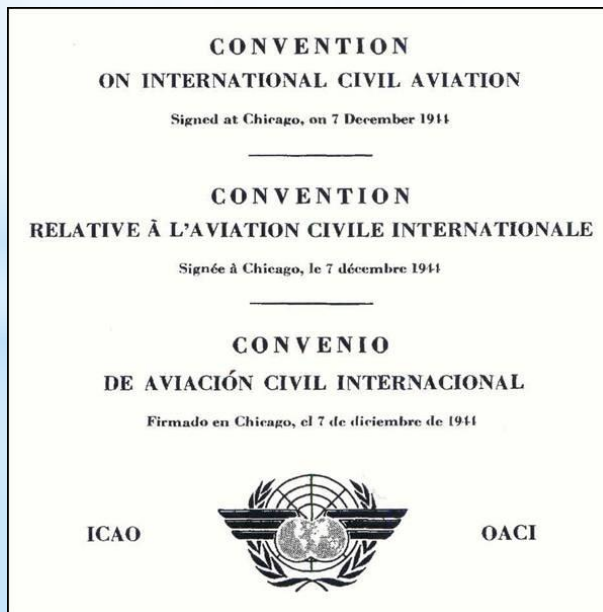 CONVENTION
ON INTERNATIONAL CIVIL AVIATION
Signed at Chicago, on 7 December 1944
CONVENTION
RELATIVE À L'AVIATION CIVILE INTERNATIONALE
Signée à Chicago, le 7 décembre 1944
CONVENIO
DE AVIACIÓN CIVIL INTERNACIONAL
Firmado en Chicago, el 7 de diciembre de 1944
ICAO OACI